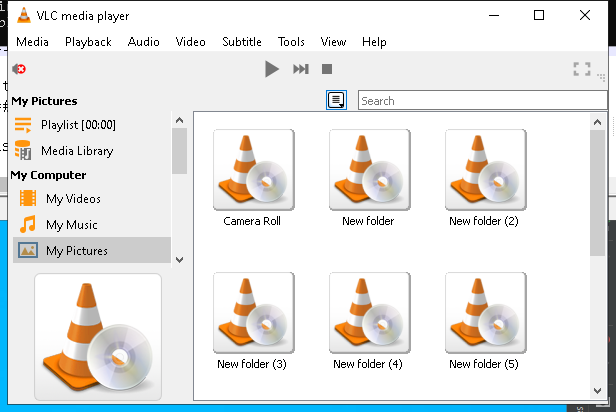 VLC media player
Media Playback Audio Video Subtitle Tools View Help
My Pictures
Search
Playlist [00:00]
Media Library
My Computer
My Videos
My Music
My Pictures
Camera Roll New folder New folder (2)
New folder (3) New folder (4) New folder (5)